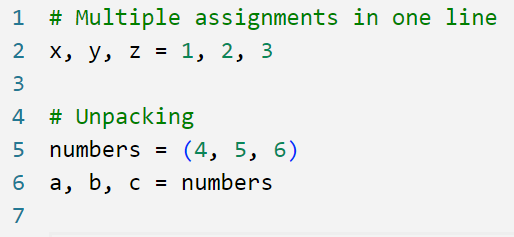 1 # Multiple assignments in one line
2 x, y, z = 1, 2, 3
3
4 # Unpacking
5 numbers = (4, 5, 6)
6 a, b, c = numbers
7